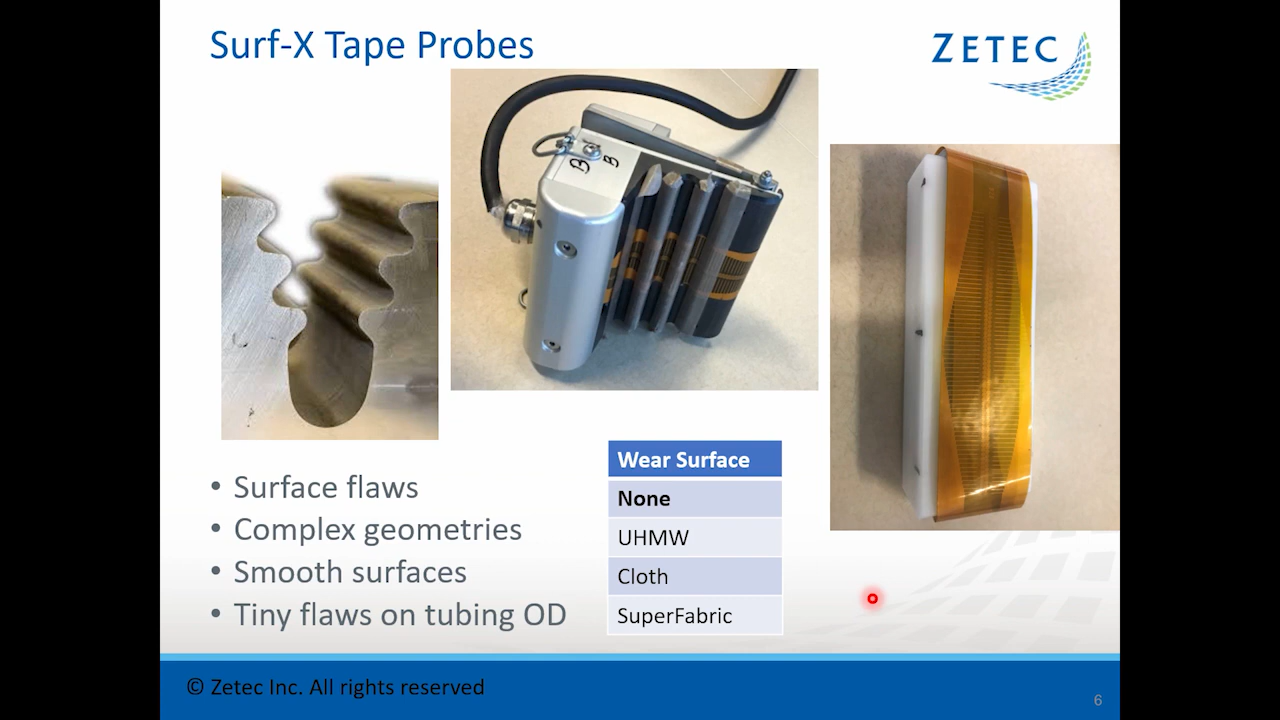 Surf-X Tape Probes
ZETEC
B B
• Surface flaws
• Complex geometries
• Smooth surfaces
• Tiny flaws on tubing OD
Wear Surface
None
UHMW
Cloth
SuperFabric
© Zetec Inc. All rights reserved
6